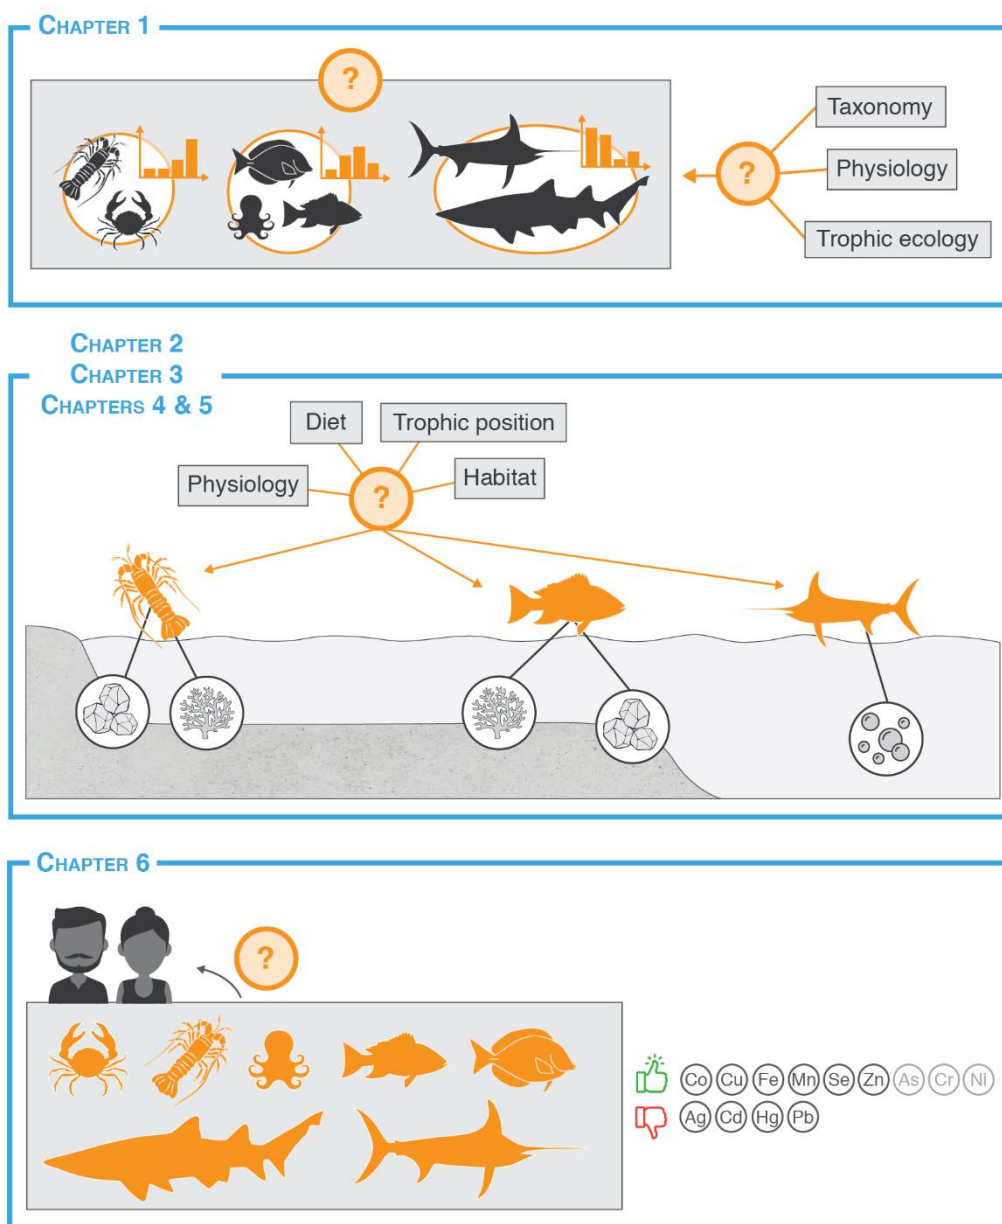 CHAPTER 1
?
Taxonomy
?
Physiology
Trophic ecology
CHAPTER 2
CHAPTER 3
CHAPTERS 4 & 5
Diet
Trophic position
Physiology
?
Habitat
CHAPTER 6
?
Co Cu Fe Mn Se Zn As Cr Ni
Ag Cd Hg Pb